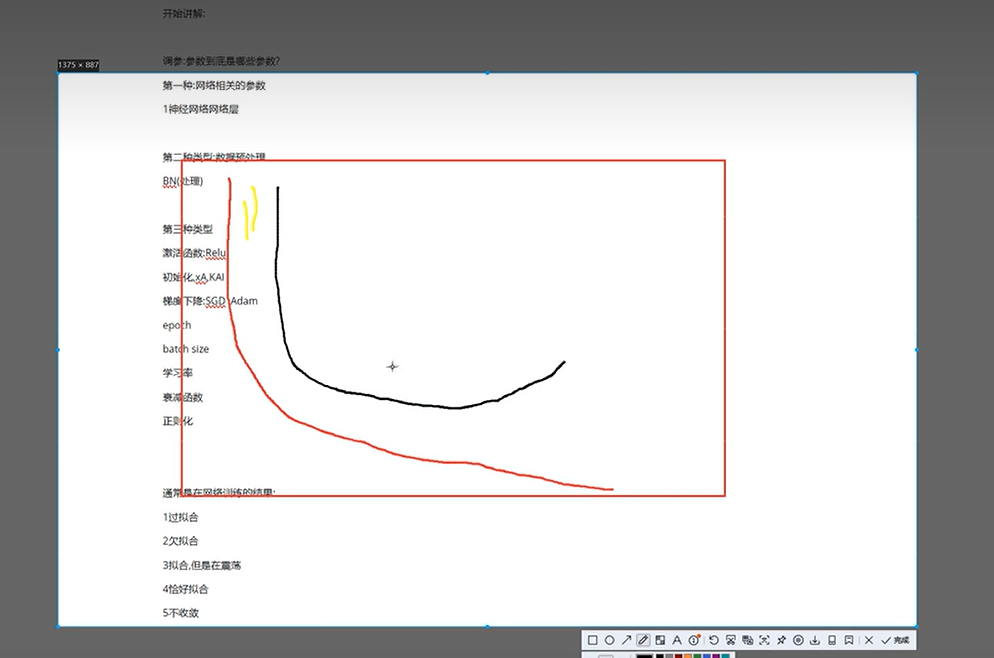 开始讲解:
调参:参数到底是哪些参数?
1375 × 887
第一种:网络相关的参数
1神经网络网络层
第二种类型:数据预处理
BN(处理)
第三种类型
激活函数:Relu
初始化,xA,KAI
梯度下降:SGD Adam
epoch
batch size
学习率
衰减函数
正则化
通常是在网络训练的结果:
1过拟合
2欠拟合
3拟合,但是在震荡
4恰好拟合
5不收敛
完成